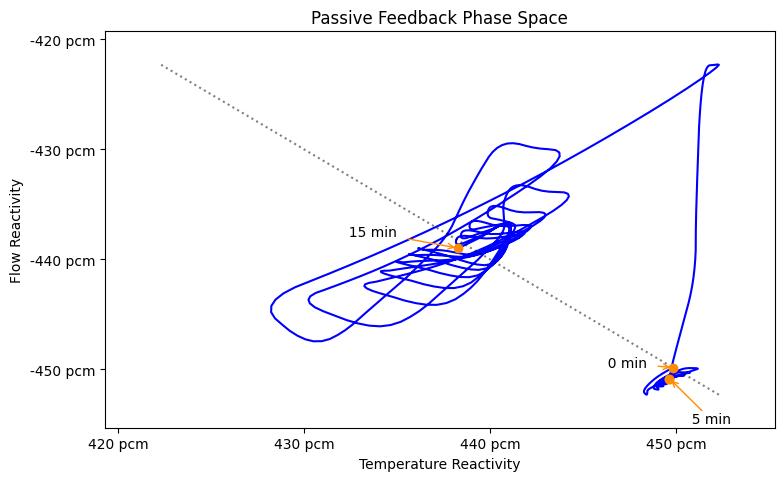 Passive Feedback Phase Space
-420 pcm
-430 pcm
-440 pcm
-450 pcm
Flow Reactivity
15 min
0 min
5 min
420 pcm
430 pcm
440 pcm
450 pcm
Temperature Reactivity